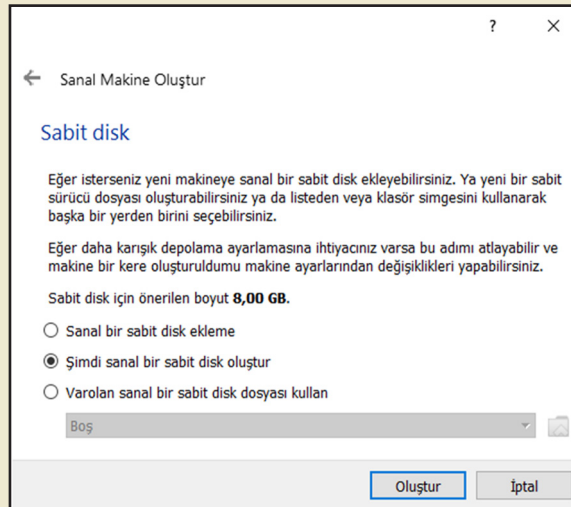 ?
Sanal Makine Oluştur
Sabit disk
Eğer isterseniz yeni makineye sanal bir sabit disk ekleyebilirsiniz. Ya yeni bir sabit
sürücü dosyası oluşturabilirsiniz ya da listeden veya klasör simgesini kullanarak
başka bir yerden birini seçebilirsiniz.
Eğer daha karışık depolama ayarlamasına ihtiyacınız varsa bu adımı atlayabilir ve
makine bir kere oluşturuldumu makine ayarlarından değişiklikleri yapabilirsiniz.
Sabit disk için önerilen boyut 8,00 GB.
Sanal bir sabit disk ekleme
Şimdi sanal bir sabit disk oluştur
Varolan sanal bir sabit disk dosyası kullan
Boş
Oluştur İptal